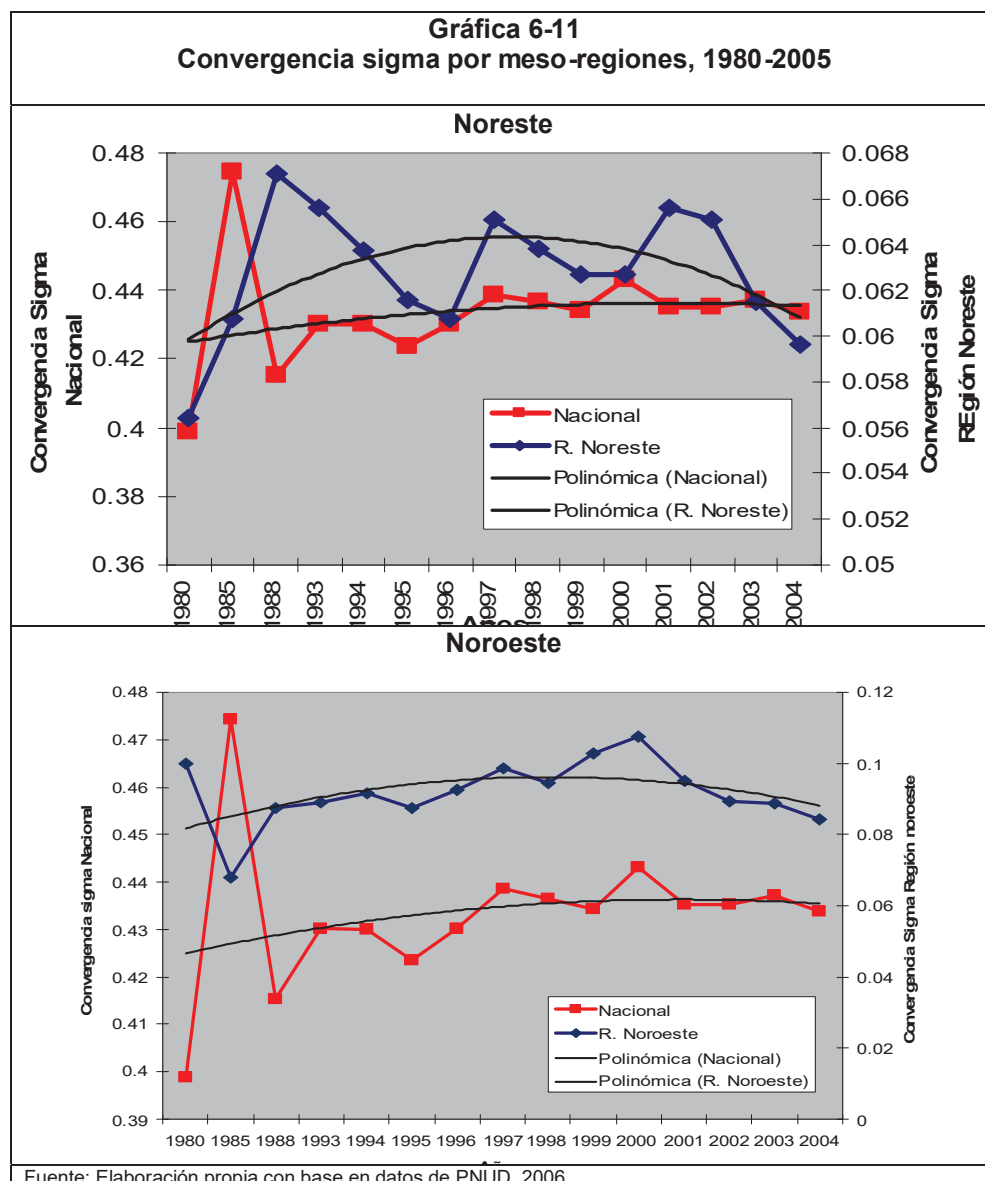 Gráfica 6-11
Convergencia sigma por meso-regiones, 1980-2005
Noreste
0.48
0.46
0.44
0.42
0.4
0.38
0.36
Convergencia Sigma
Nacional
0.068
0.066
0.064
0.062
0.06
0.058
0.056
0.054
0.052
0.05
Convergencia Sigma
REgión Noreste
Nacional
R. Noreste
Polinómica (Nacional)
Polinómica (R. Noreste)
1980 1985 1988 1993 1994 1995 1996 1997 1998 1999 2000 2001 2002 2003 2004
Años
Noroeste
0.48
0.47
0.46
0.45
0.44
0.43
0.42
0.41
0.4
0.39
Convergencia sigma Nacional
0.12
0.1
0.08
0.06
0.04
0.02
0
Convergencia Sigma Región noroeste
Nacional
R. Noroeste
Polinómica (Nacional)
Polinómica (R. Noroeste)
1980 1985 1988 1993 1994 1995 1996 1997 1998 1999 2000 2001 2002 2003 2004
Fuente: Elaboración propia con base en datos de PNUD, 2006